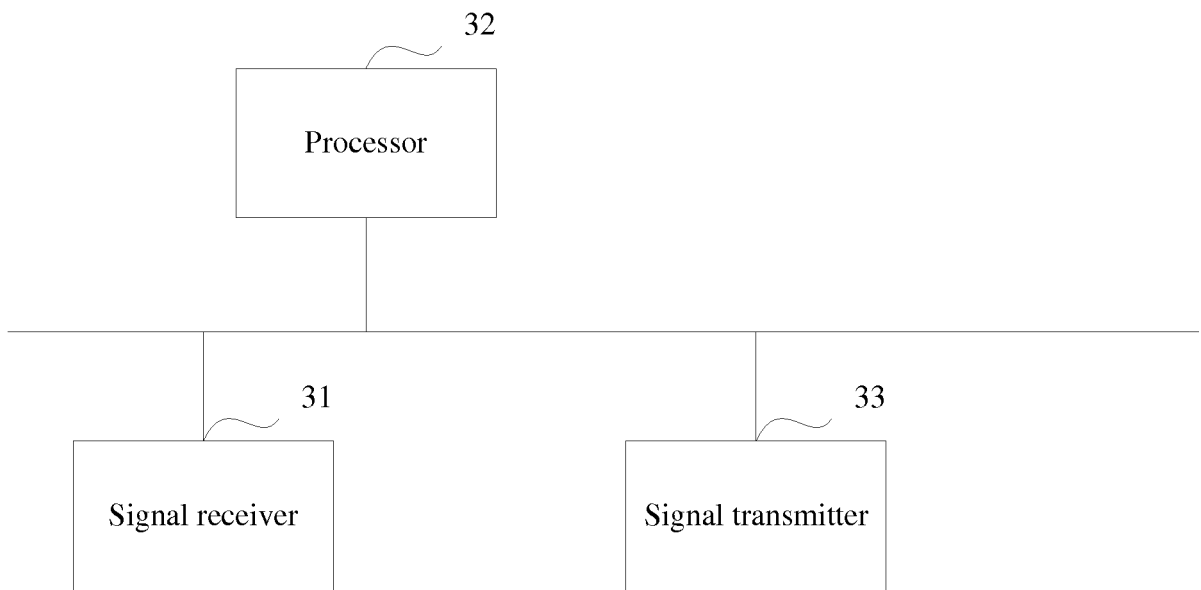 32
Processor
31
33
Signal receiver
Signal transmitter